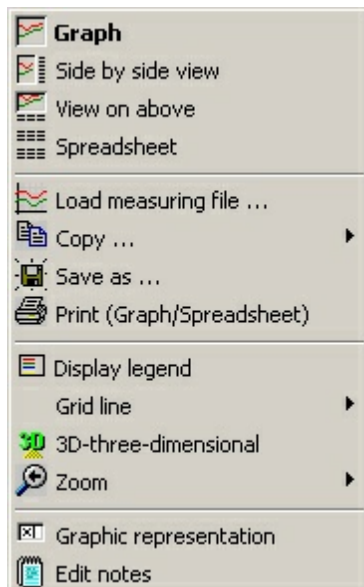 Graph
Side by side view
View on above
Spreadsheet
Load measuring file ...
Copy ...
Save as ...
Print (Graph/Spreadsheet)
Display legend
Grid line
3D 3D-three-dimensional
Zoom
Graphic representation
Edit notes